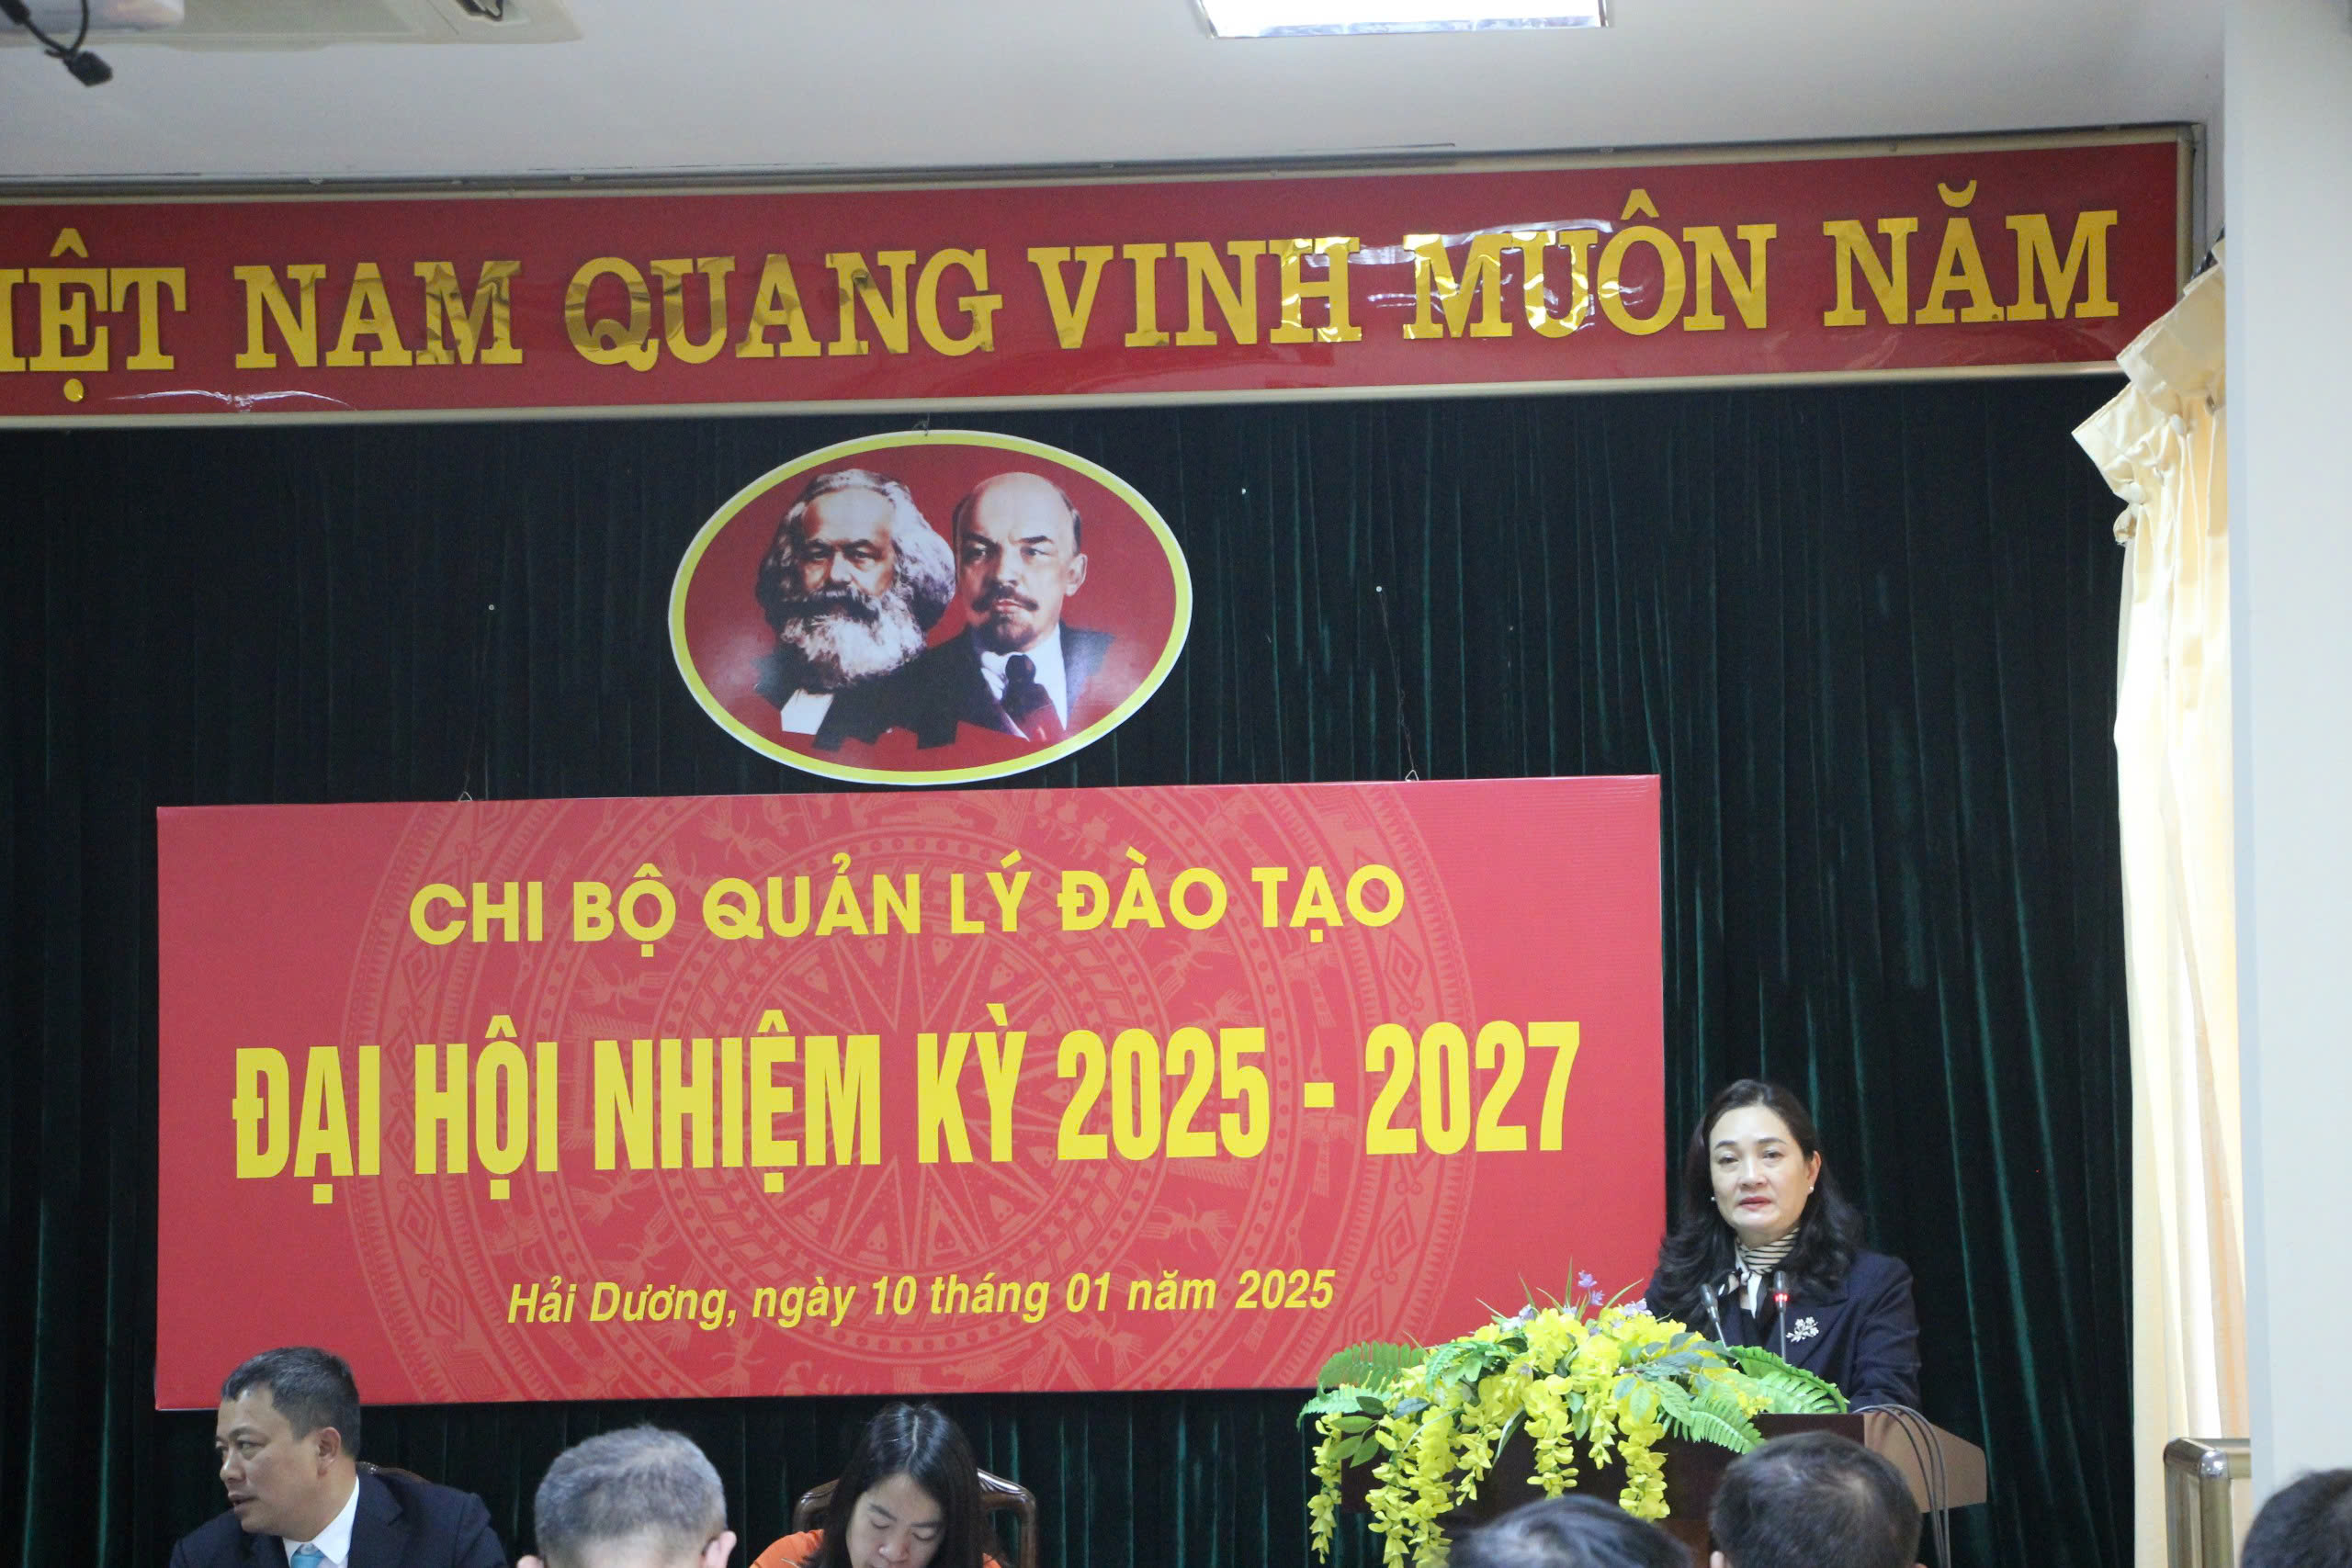 NAM QUANG VINH MUÔN NĂM
CHI BỘ QUẢN LÝ ĐÀO TẠO
ĐẠI HỘI NHIỆM KỲ 2025 - 2027
Hải Dương, ngày 10 tháng 01 năm 2025